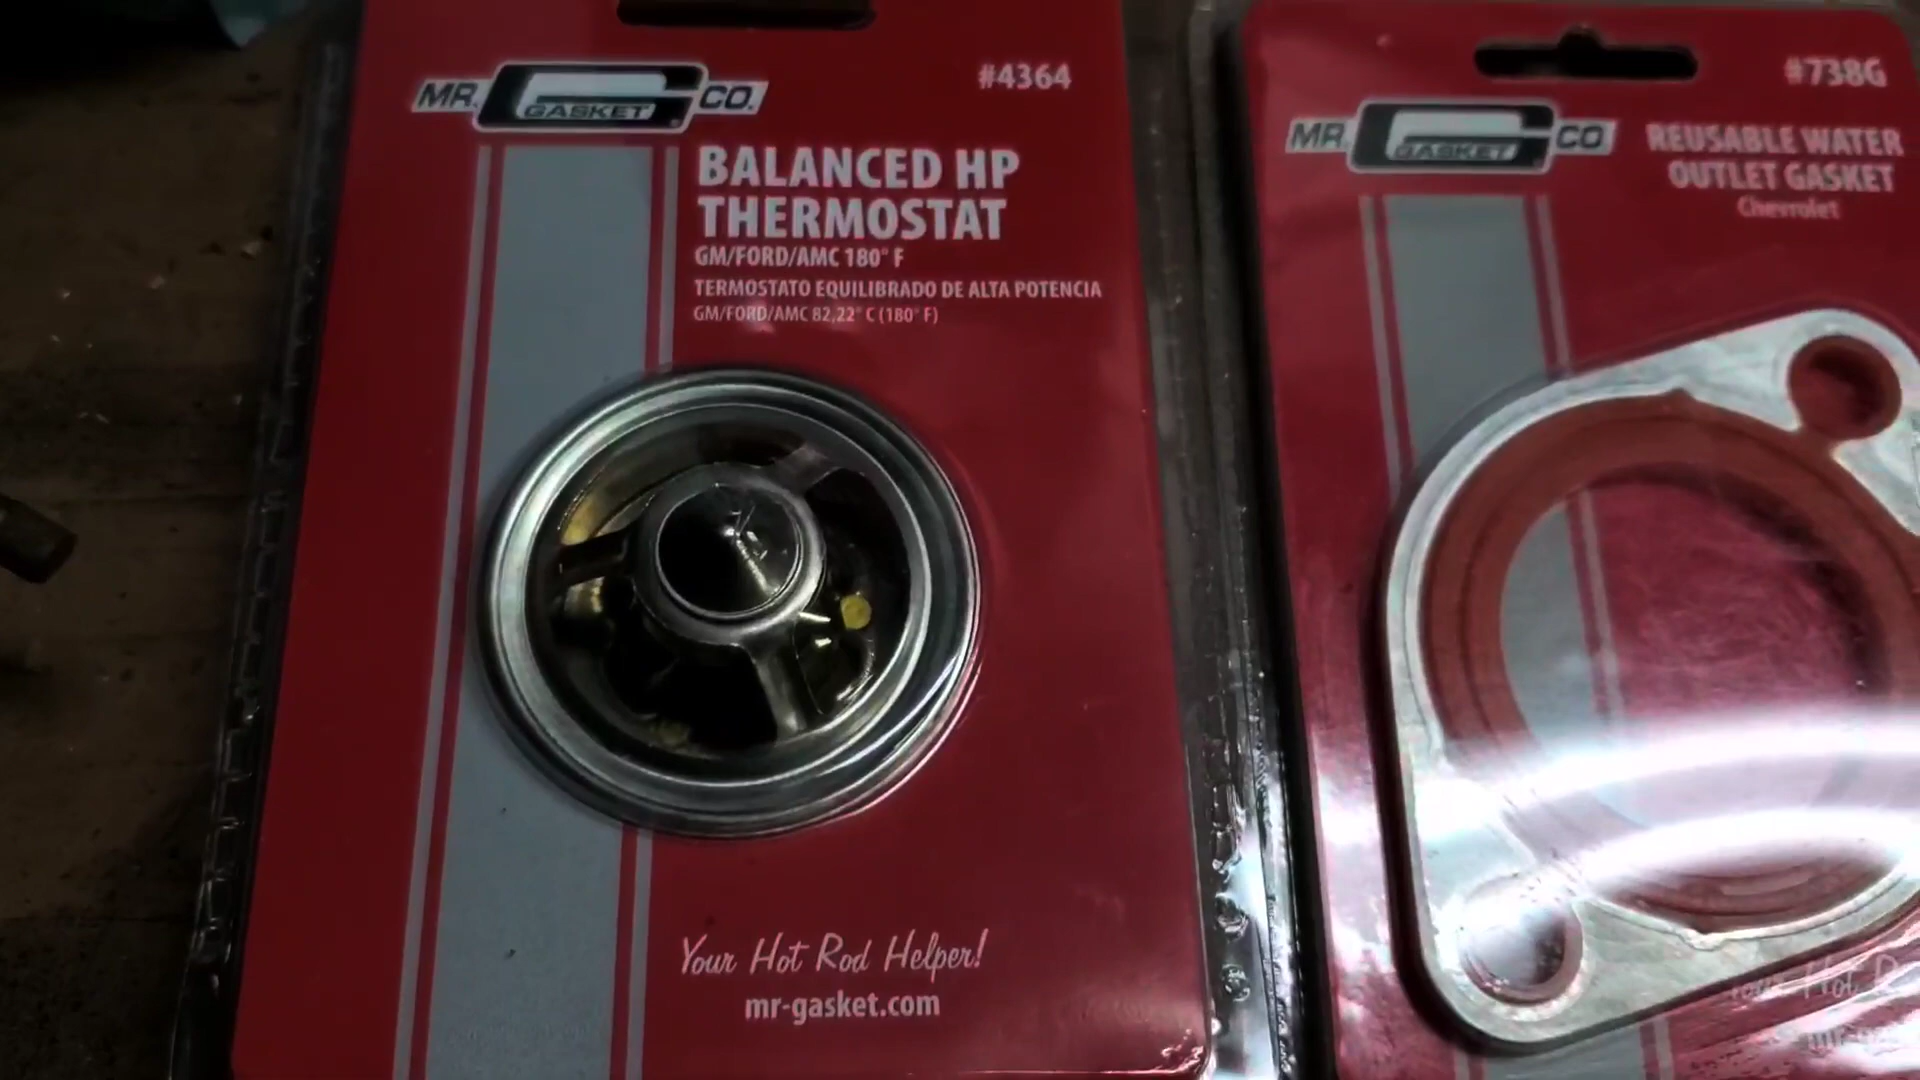 MR. GASKET CO.
#4364
BALANCED HP
THERMOSTAT
GM/FORD/AMC 180° F
TERMOSTATO EQUILIBRADO DE ALTA POTENCIA
GM/FORD/AMC 82,22° C (180° F)
Your Hot Rod Helper!
mr-gasket.com
#738G
MR. GASKET CO
REUSABLE WATER
OUTLET GASKET
Chevrolet
Hot